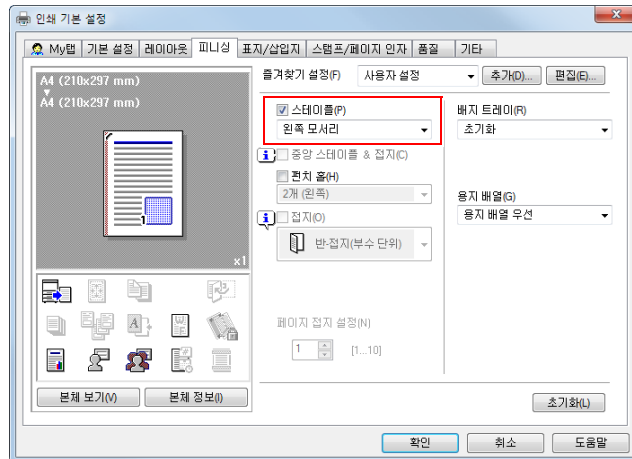 인쇄 기본 설정
My탭 기본 설정 레이아웃 피니싱 표지/삽입지 스탬프/페이지 인자 품질 기타
A4 (210x297 mm)
A4 (210x297 mm)
1
x1
즐겨찾기 설정(F) 사용자 설정 추가(D)... 편집(E)...
스테이플(P) 배지 트레이(R)
왼쪽 모서리 초기화
중앙 스테이플 & 접지(C)
펀치 홀(H)
2개 (왼쪽) 용지 배열(G)
접지(O) 용지 배열 우선
반-접지(부수 단위)
페이지 접지 설정(N)
1 [1...10]
본체 보기(V) 본체 정보(I) 초기화(L)
확인 취소 도움말